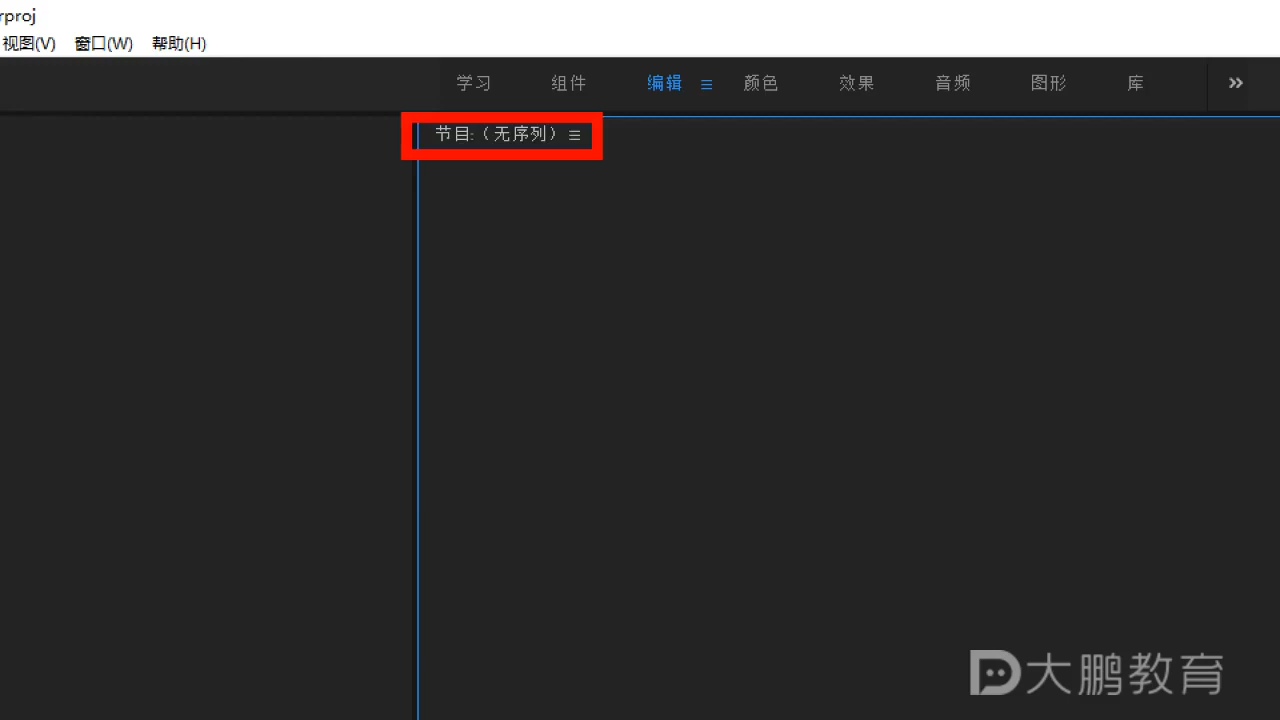 rproj
视图(V) 窗口(W) 帮助(H)
学习 组件 编辑 颜色 效果 音频 图形 库
节目:（无序列）
大鹏教育